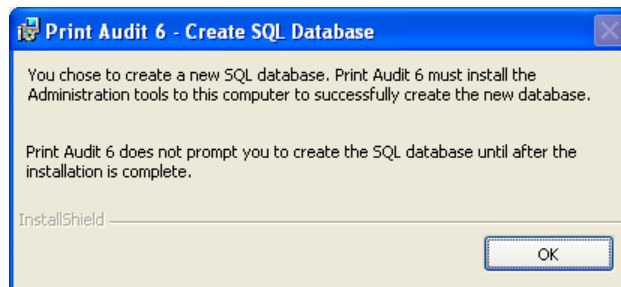 Print Audit 6 - Create SQL Database
You chose to create a new SQL database. Print Audit 6 must install the
Administration tools to this computer to successfully create the new database.
Print Audit 6 does not prompt you to create the SQL database until after the
installation is complete.
InstallShield
OK